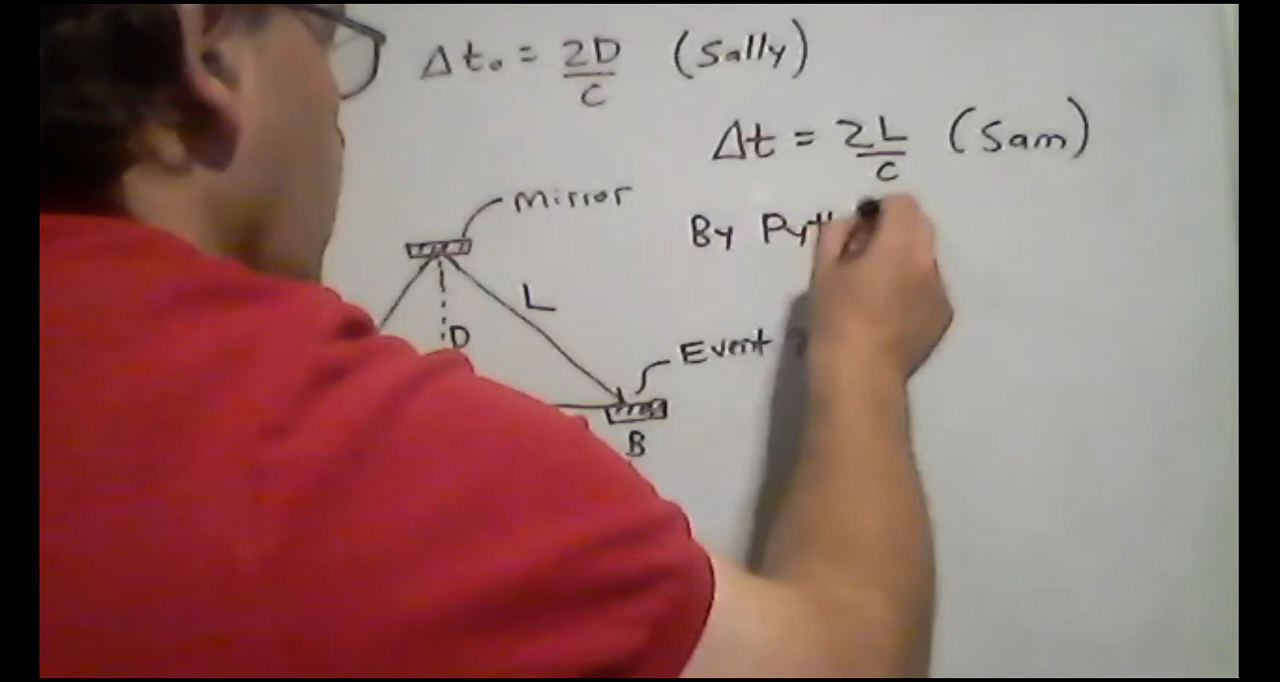 Δt₀ = 2D/C (Sally)
Δt = 2L/C (Sam)
Mirror
By Pyt
L
D
Event
B